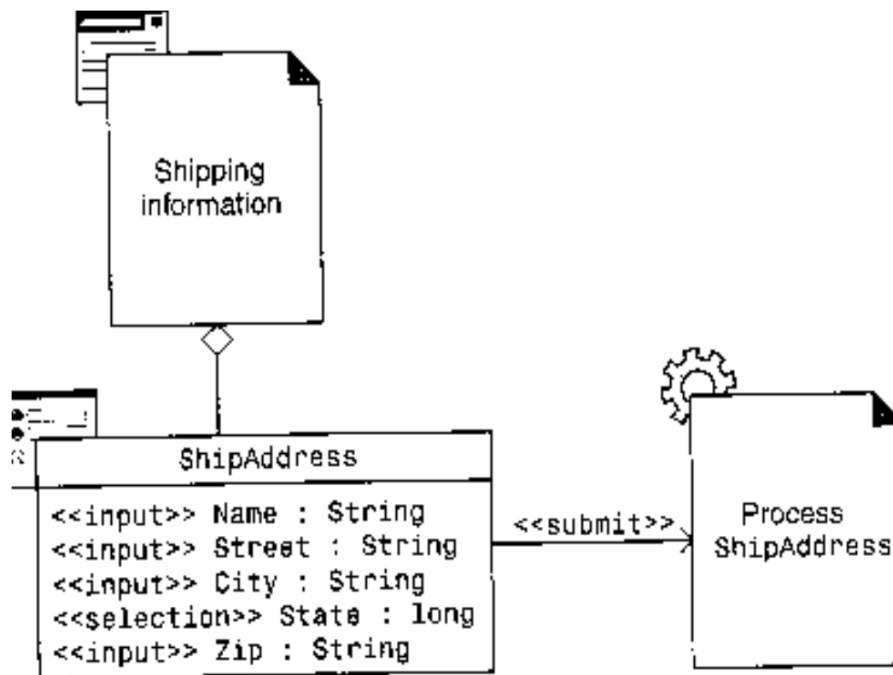 Shipping
information
ShipAddress
<<input>> Name : String
<<input>> Street : String
<<input>> City : String
<<selection>> State : long
<<input>> Zip : String
<<submit>>
Process
ShipAddress